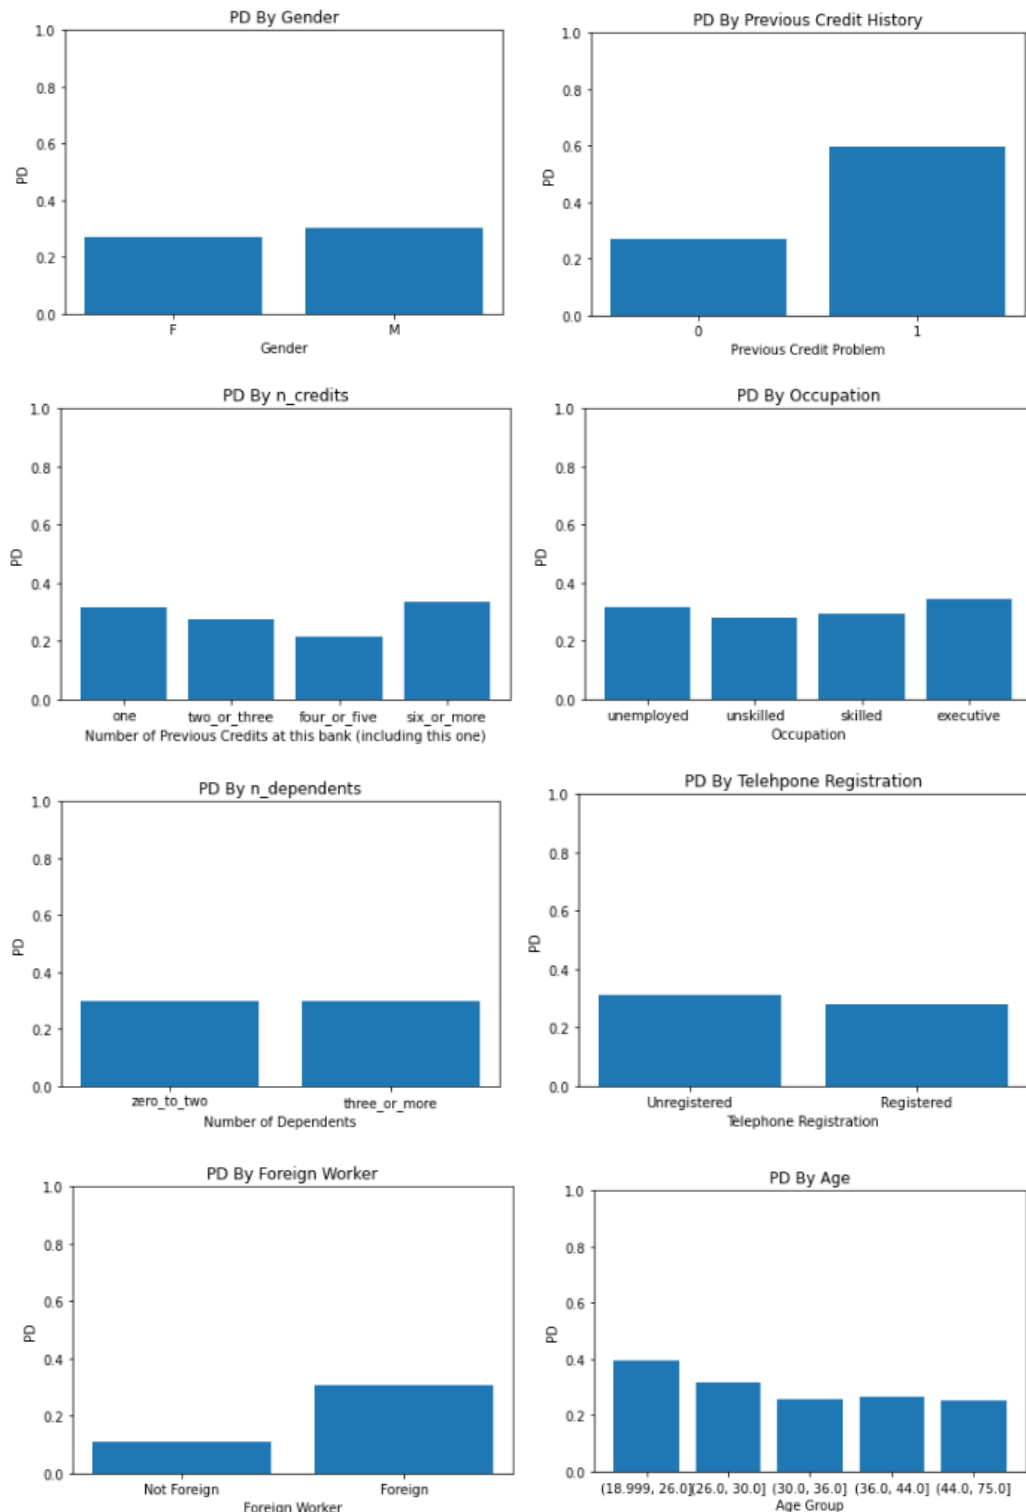 PD By Gender
1.0
0.8
0.6
0.4
0.2
0.0
PD
F M
Gender
PD By Previous Credit History
1.0
0.8
0.6
0.4
0.2
0.0
PD
0 1
Previous Credit Problem
PD By n_credits
1.0
0.8
0.6
0.4
0.2
0.0
PD
one two_or_three four_or_five six_or_more
Number of Previous Credits at this bank (including this one)
PD By Occupation
1.0
0.8
0.6
0.4
0.2
0.0
PD
unemployed unskilled skilled executive
Occupation
PD By n_dependents
1.0
0.8
0.6
0.4
0.2
0.0
PD
zero_to_two three_or_more
Number of Dependents
PD By Telehpone Registration
1.0
0.8
0.6
0.4
0.2
0.0
PD
Unregistered Registered
Telephone Registration
PD By Foreign Worker
1.0
0.8
0.6
0.4
0.2
0.0
PD
Not Foreign Foreign
Foreign Worker
PD By Age
1.0
0.8
0.6
0.4
0.2
0.0
PD
(18.999, 26.0] (26.0, 30.0] (30.0, 36.0] (36.0, 44.0] (44.0, 75.0]
Age Group